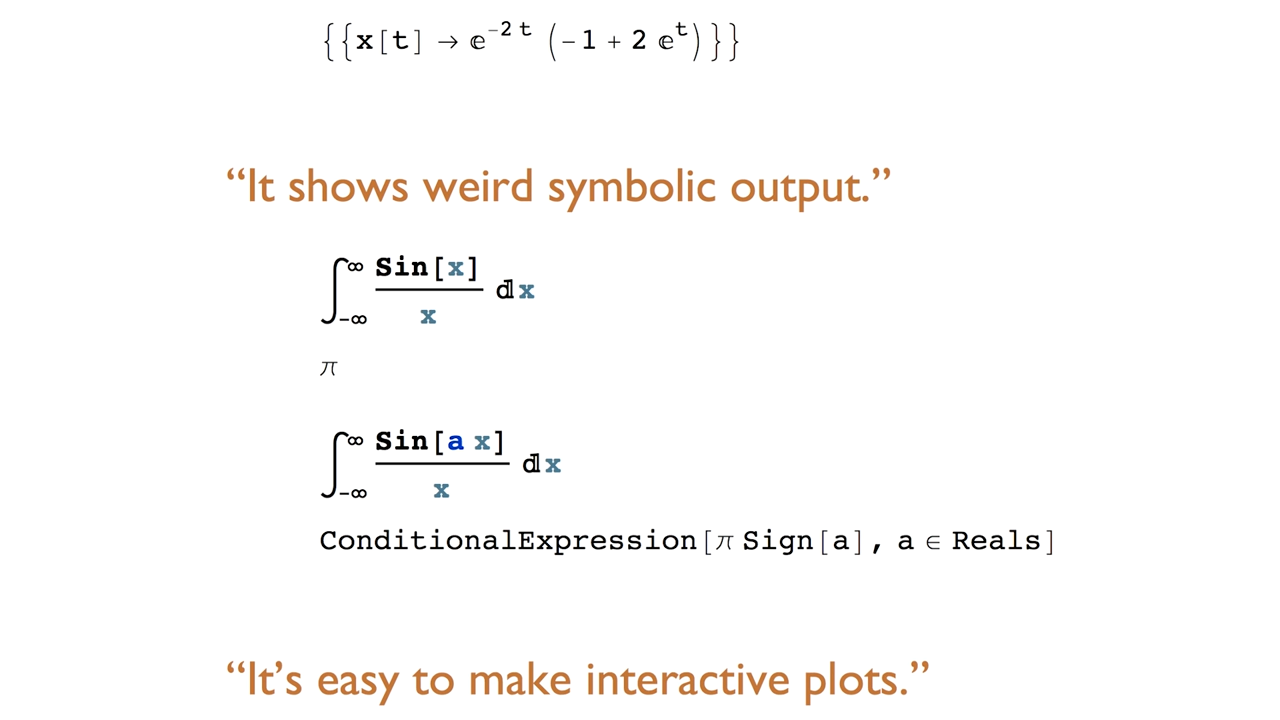 {{x[t] → ⅇ^(-2 t) (-1 + 2 ⅇ^t)}}
“It shows weird symbolic output.”
∫_(-∞)^∞ Sin[x]/x ⅆx
π
∫_(-∞)^∞ Sin[a x]/x ⅆx
ConditionalExpression[π Sign[a], a ∈ Reals]
“It’s easy to make interactive plots.”